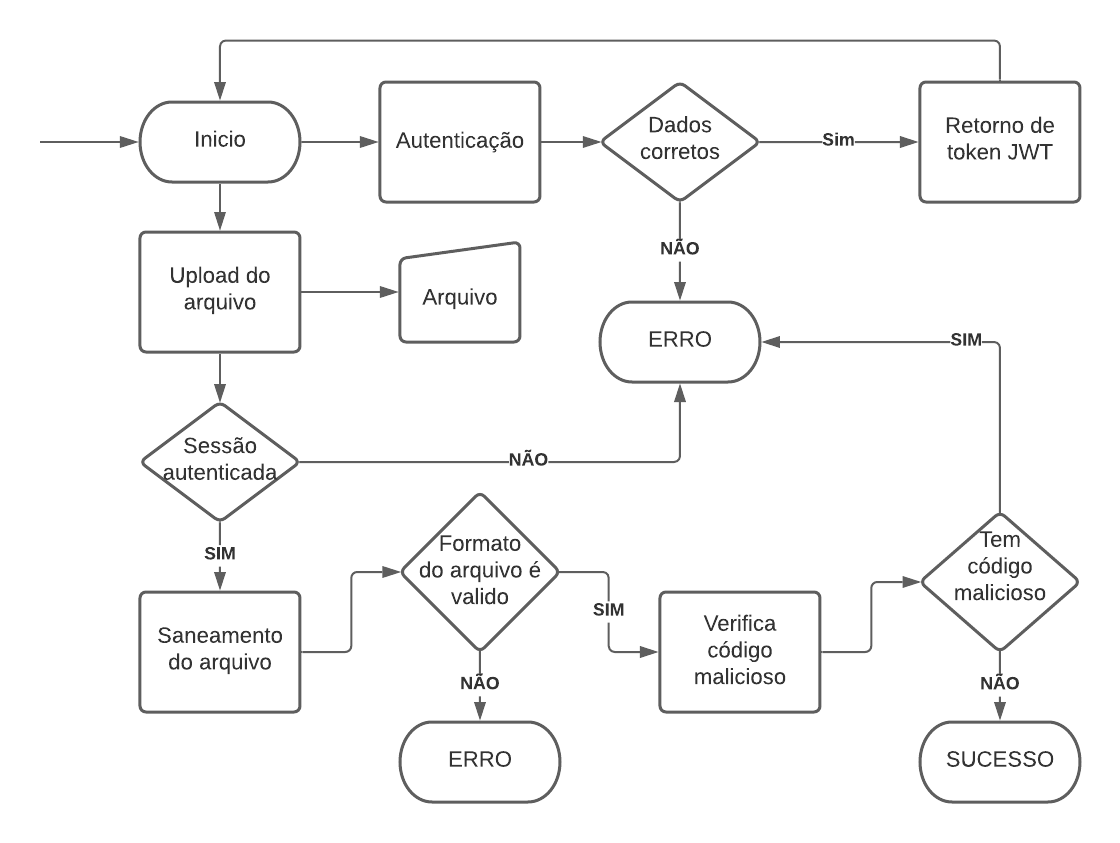 Inicio
Autenticação
Dados
corretos
Sim
Retorno de
token JWT
NÃO
Upload do
arquivo
Arquivo
ERRO
SIM
Sessão
autenticada
NÃO
SIM
Formato
do arquivo é
valido
SIM
Tem
código
malicioso
Saneamento
do arquivo
Verifica
código
malicioso
NÃO
NÃO
ERRO
SUCESSO